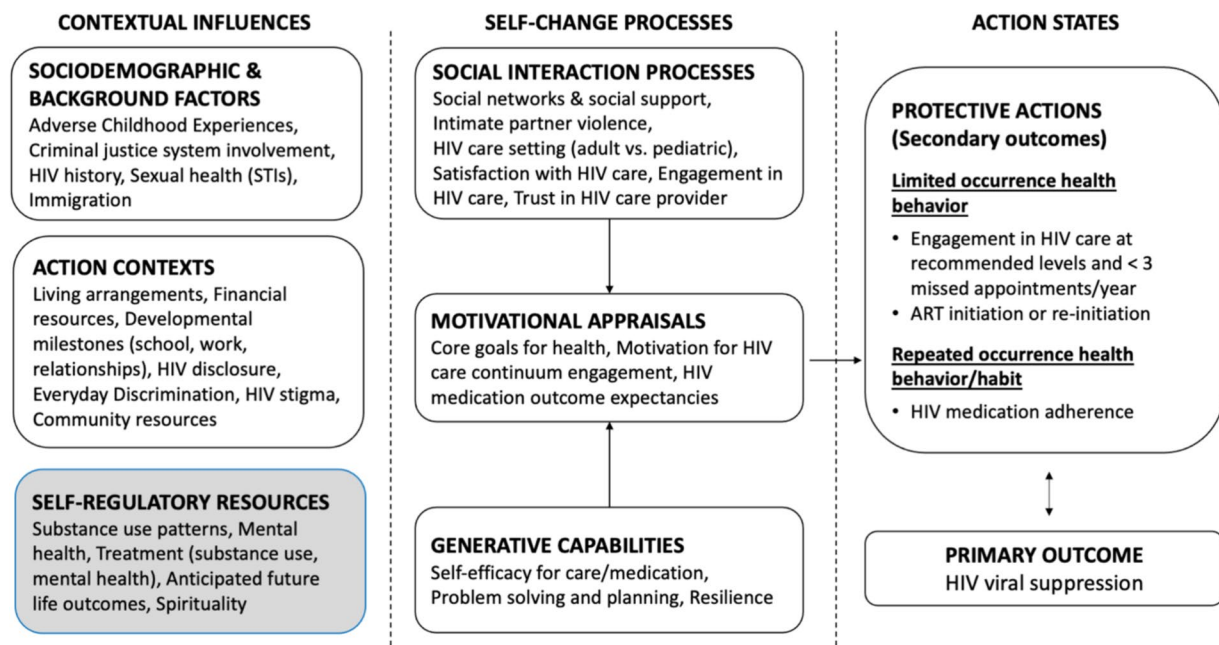 CONTEXTUAL INFLUENCES
SOCIODEMOGRAPHIC &
BACKGROUND FACTORS
Adverse Childhood Experiences,
Criminal justice system involvement,
HIV history, Sexual health (STIs),
Immigration
ACTION CONTEXTS
Living arrangements, Financial
resources, Developmental
milestones (school, work,
relationships), HIV disclosure,
Everyday Discrimination, HIV stigma,
Community resources
SELF-REGULATORY RESOURCES
Substance use patterns, Mental
health, Treatment (substance use,
mental health), Anticipated future
life outcomes, Spirituality
SELF-CHANGE PROCESSES
SOCIAL INTERACTION PROCESSES
Social networks & social support,
Intimate partner violence,
HIV care setting (adult vs. pediatric),
Satisfaction with HIV care, Engagement in
HIV care, Trust in HIV care provider
MOTIVATIONAL APPRAISALS
Core goals for health, Motivation for HIV
care continuum engagement, HIV
medication outcome expectancies
GENERATIVE CAPABILITIES
Self-efficacy for care/medication,
Problem solving and planning, Resilience
ACTION STATES
PROTECTIVE ACTIONS
(Secondary outcomes)
Limited occurrence health
behavior
• Engagement in HIV care at
recommended levels and < 3
missed appointments/year
• ART initiation or re-initiation
Repeated occurrence health
behavior/habit
• HIV medication adherence
PRIMARY OUTCOME
HIV viral suppression